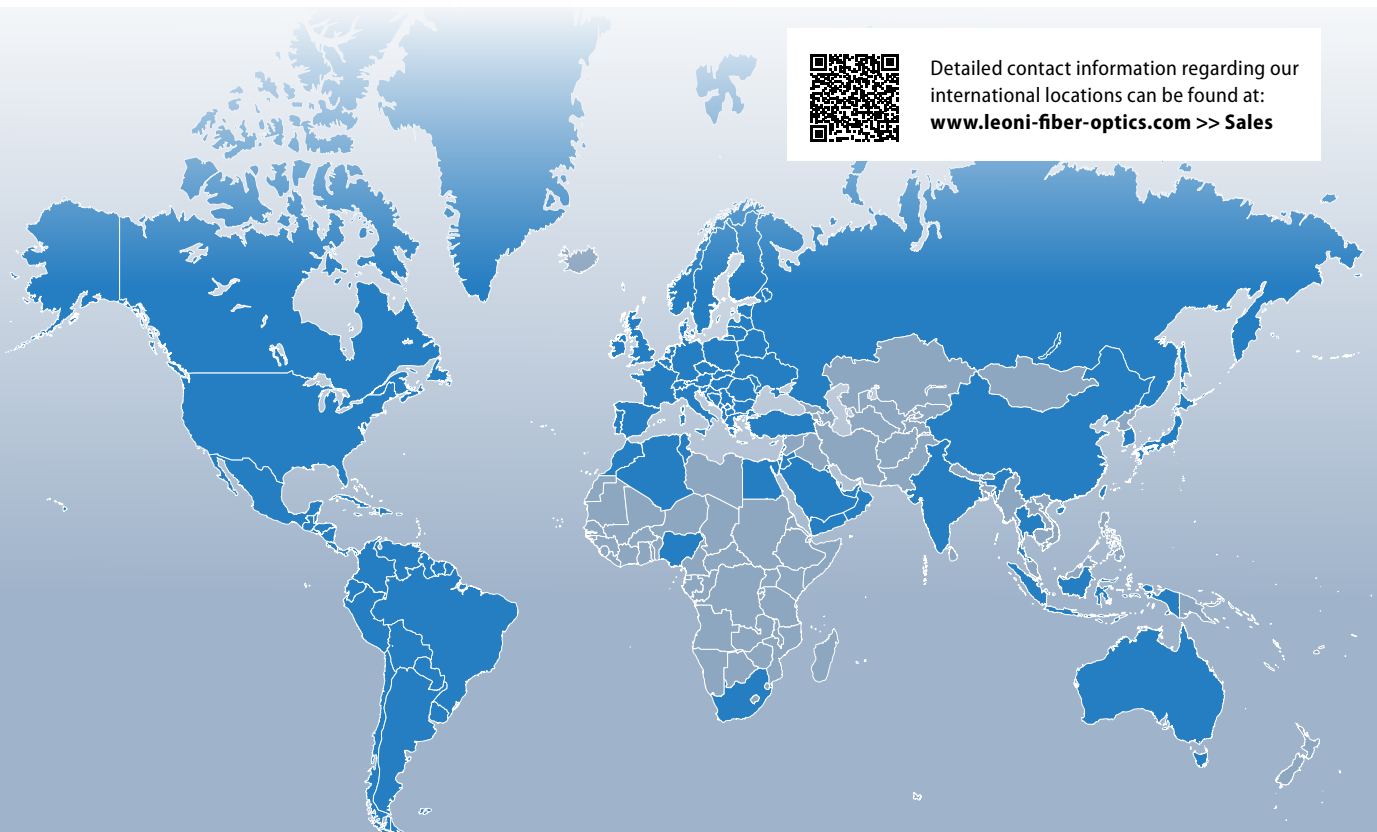 Detailed contact information regarding our
international locations can be found at:
www.leoni-fiber-optics.com >> Sales